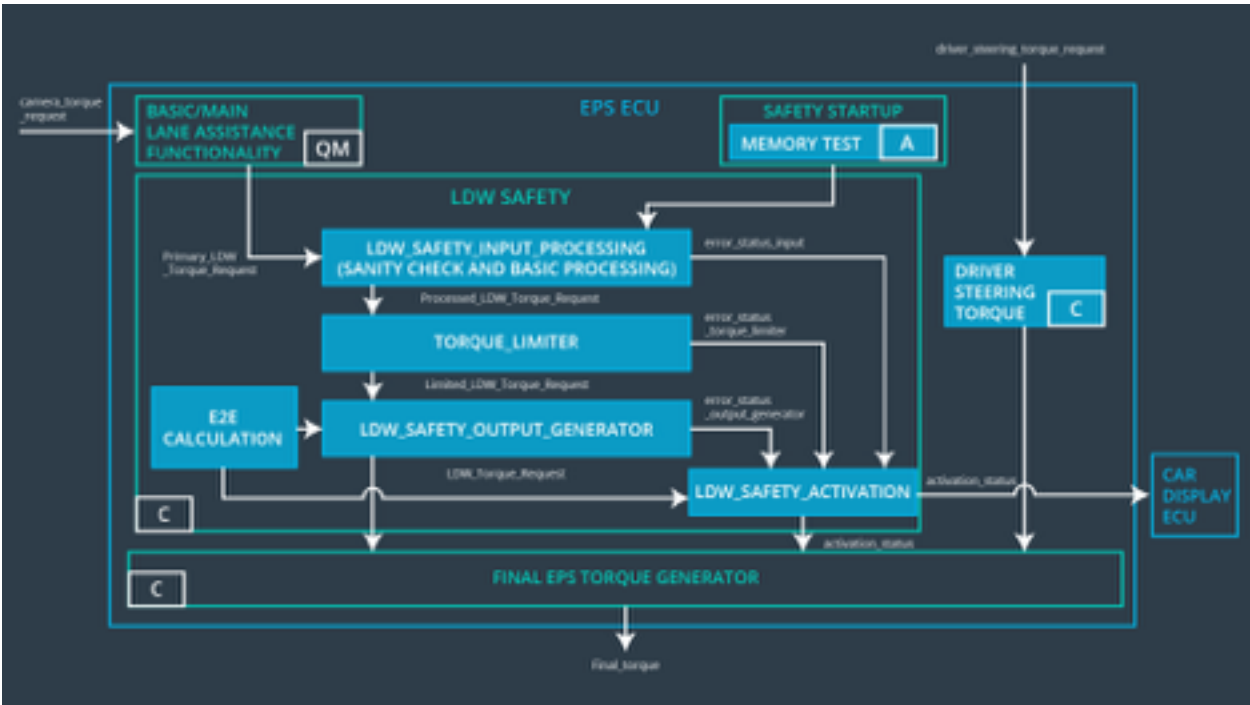 driver_steering_torque_request
camera_torque
_request
EPS ECU
BASIC/MAIN
LANE ASSISTANCE
FUNCTIONALITY
QM
SAFETY STARTUP
MEMORY TEST
A
LDW SAFETY
Primary_LDW
_Torque_Request
LDW_SAFETY_INPUT_PROCESSING
(SANITY CHECK AND BASIC PROCESSING)
error_status_input
DRIVER
STEERING
TORQUE
C
Processed_LDW_Torque_Request
TORQUE_LIMITER
error_status
_torque_limiter
Limited_LDW_Torque_Request
E2E
CALCULATION
LDW_SAFETY_OUTPUT_GENERATOR
error_status
_output_generator
LDW_Torque_Request
LDW_SAFETY_ACTIVATION
activation_status
CAR
DISPLAY
ECU
C
activation_status
C
FINAL EPS TORQUE GENERATOR
Final_torque